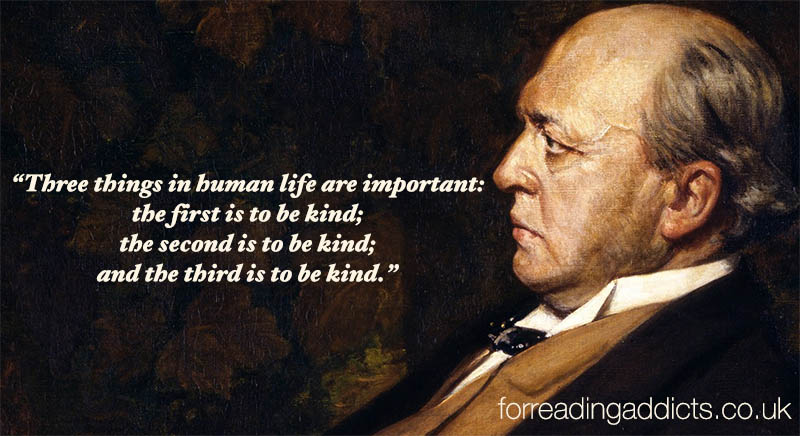 “Three things in human life are important:
the first is to be kind;
the second is to be kind;
and the third is to be kind.”
forreadingaddicts.co.uk